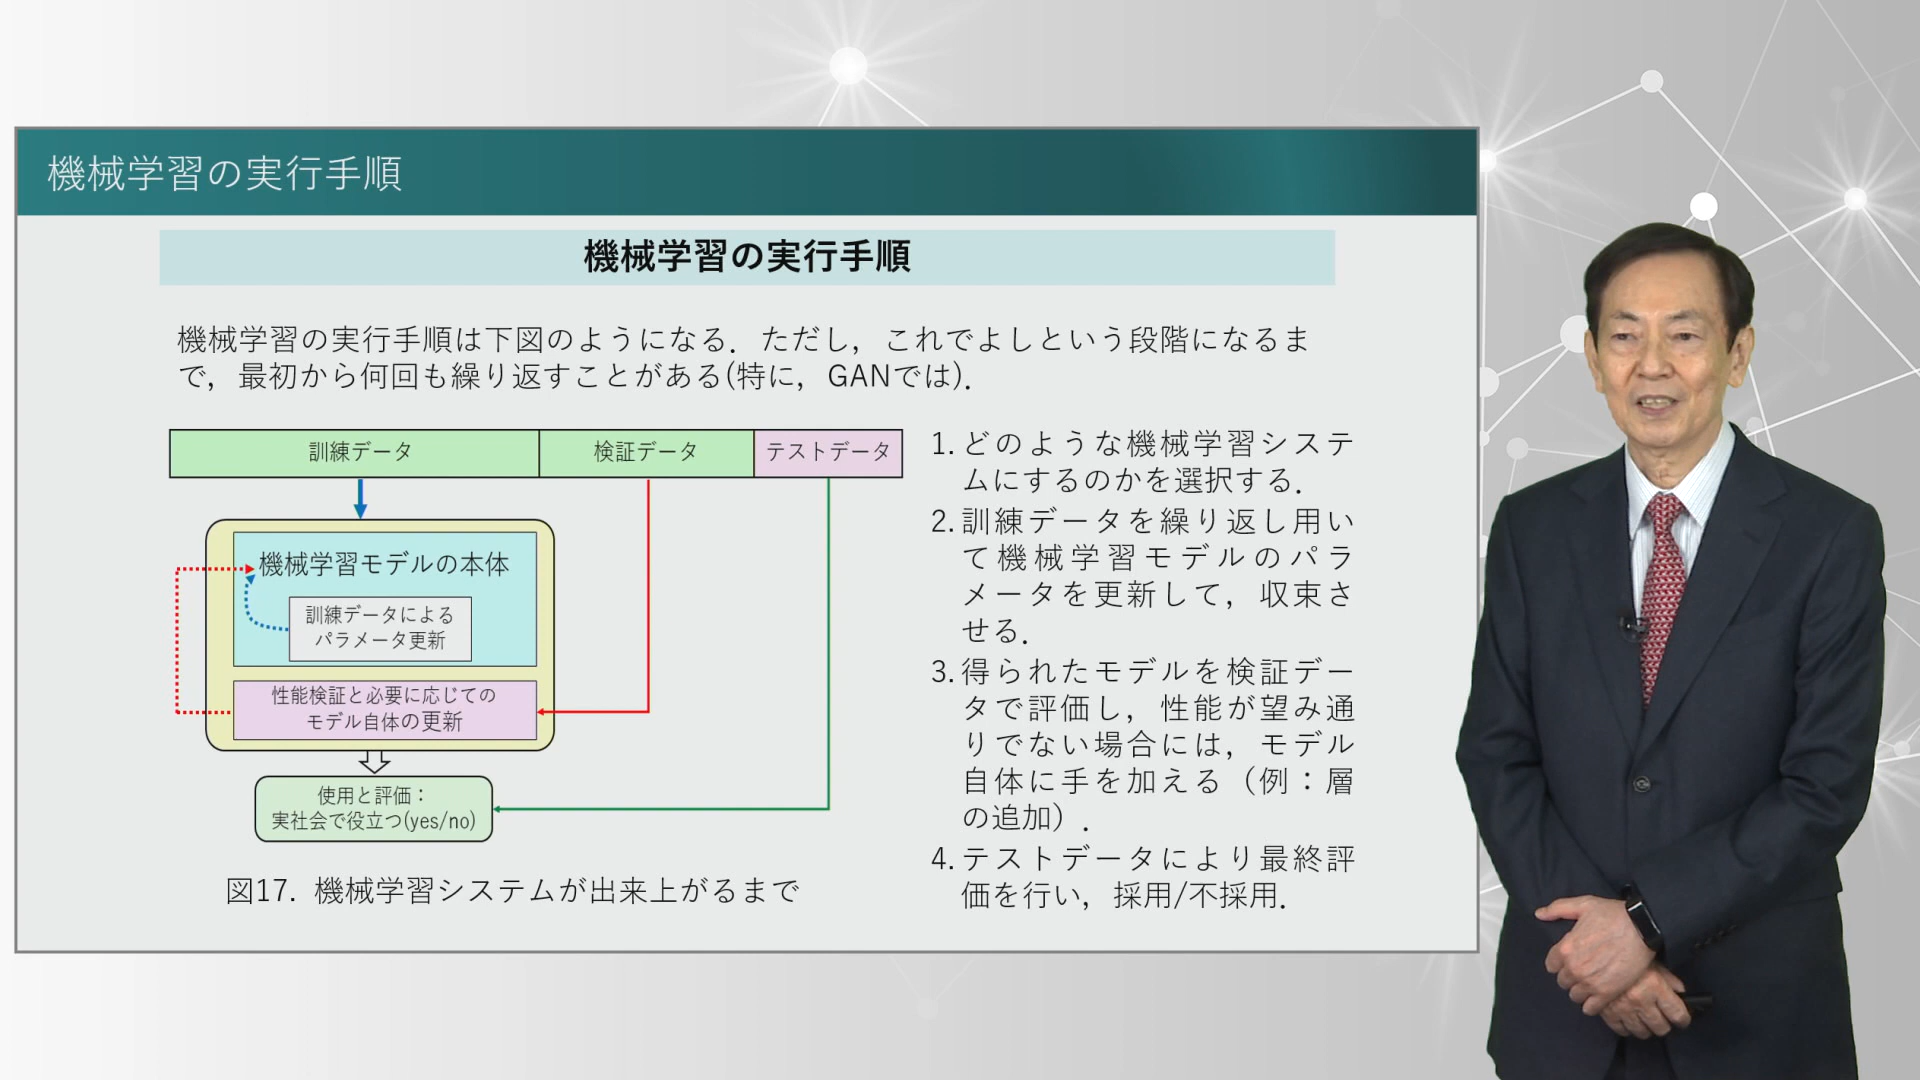 機械学習の実行手順
機械学習の実行手順
機械学習の実行手順は下図のようになる．ただし，これでよしという段階になるま
で，最初から何回も繰り返すことがある(特に，GANでは)．
訓練データ
検証データ
テストデータ
機械学習モデルの本体
訓練データによる
パラメータ更新
性能検証と必要に応じての
モデル自体の更新
使用と評価：
実社会で役立つ(yes/no)
図17. 機械学習システムが出来上がるまで
1. どのような機械学習システ
ムにするのかを選択する．
2. 訓練データを繰り返し用い
て機械学習モデルのパラ
メータを更新して，収束さ
せる．
3. 得られたモデルを検証デー
タで評価し，性能が望み通
りでない場合には，モデル
自体に手を加える（例：層
の追加）．
4. テストデータにより最終評
価を行い，採用/不採用．